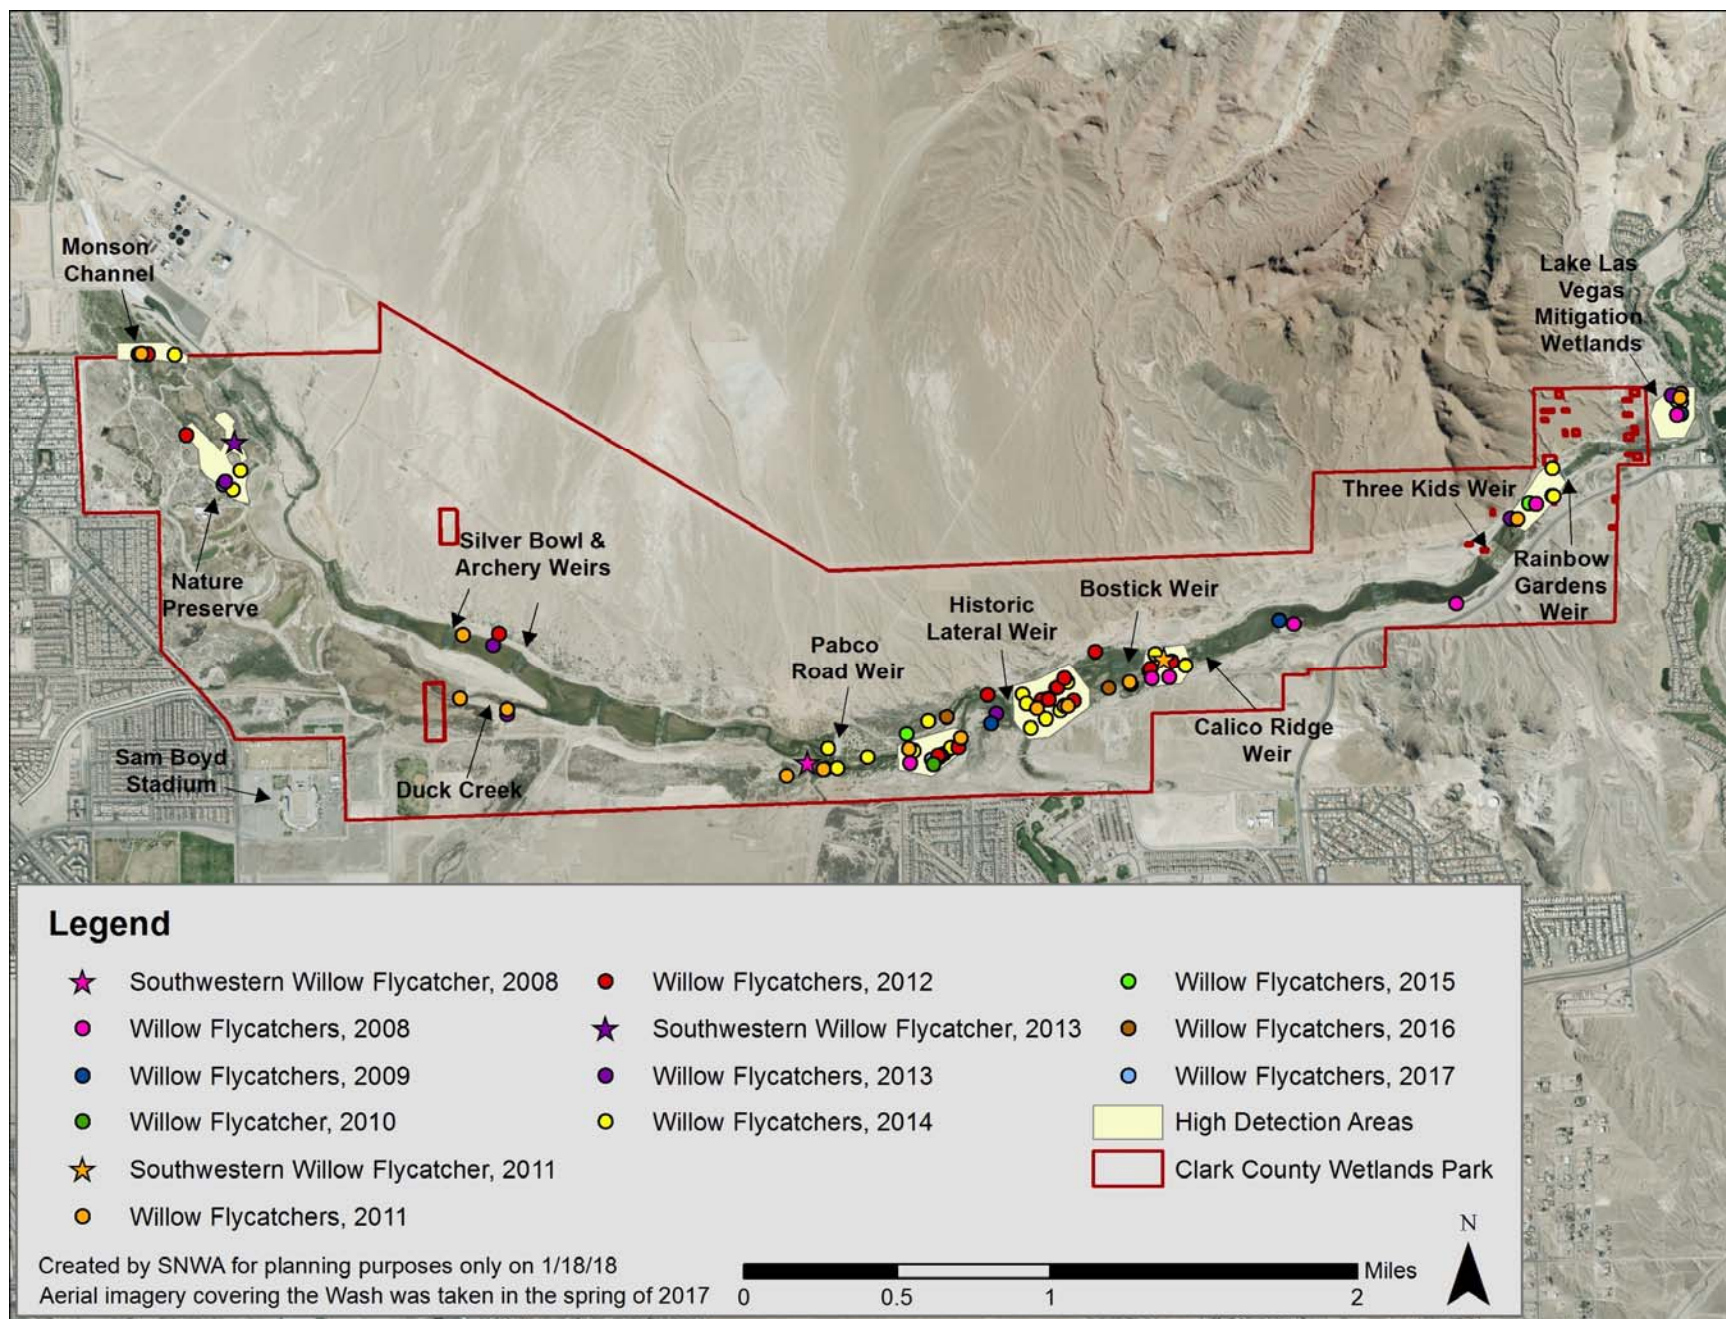 Monson
Channel
Lake Las
Vegas
Mitigation
Wetlands
Three Kids Weir
Silver Bowl &
Archery Weirs
Nature
Preserve
Rainbow
Gardens
Weir
Bostick Weir
Historic
Lateral Weir
Pabco
Road Weir
Calico Ridge
Weir
Sam Boyd
Stadium
Duck Creek
Legend
Southwestern Willow Flycatcher, 2008
Willow Flycatchers, 2008
Willow Flycatchers, 2009
Willow Flycatcher, 2010
Southwestern Willow Flycatcher, 2011
Willow Flycatchers, 2011
Willow Flycatchers, 2012
Southwestern Willow Flycatcher, 2013
Willow Flycatchers, 2013
Willow Flycatchers, 2014
Willow Flycatchers, 2015
Willow Flycatchers, 2016
Willow Flycatchers, 2017
High Detection Areas
Clark County Wetlands Park
Created by SNWA for planning purposes only on 1/18/18
Aerial imagery covering the Wash was taken in the spring of 2017
Miles
0 0.5 1 2
N